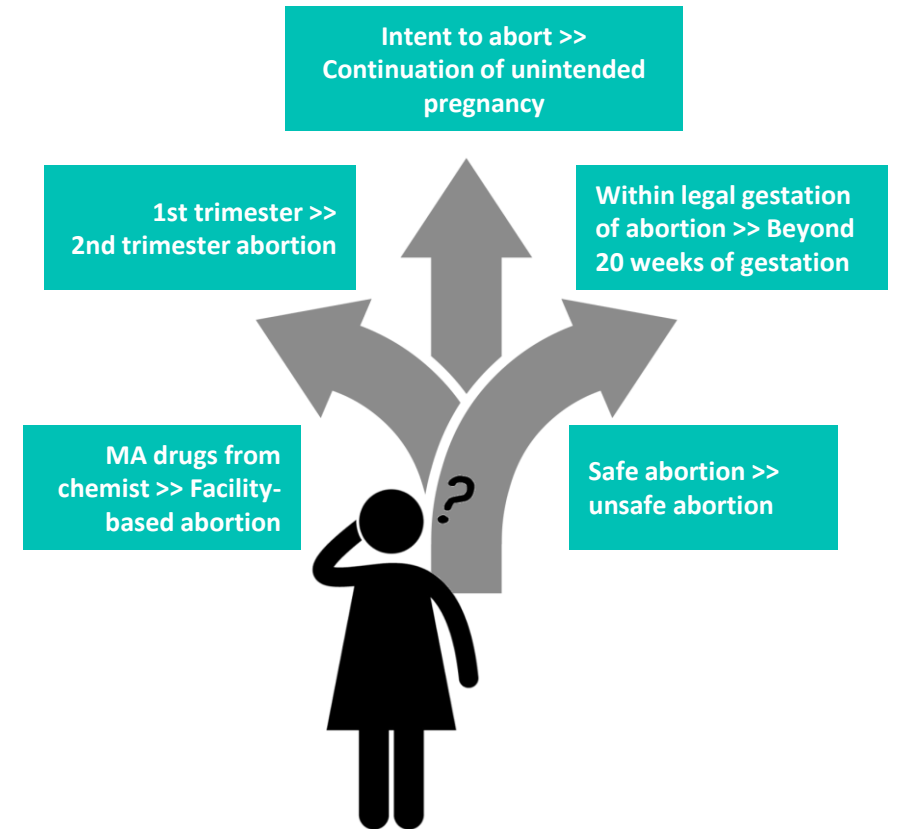 Intent to abort >>
Continuation of unintended
pregnancy
1st trimester >>
2nd trimester abortion
Within legal gestation
of abortion >> Beyond
20 weeks of gestation
MA drugs from
chemist >> Facility-
based abortion
?
Safe abortion >>
unsafe abortion